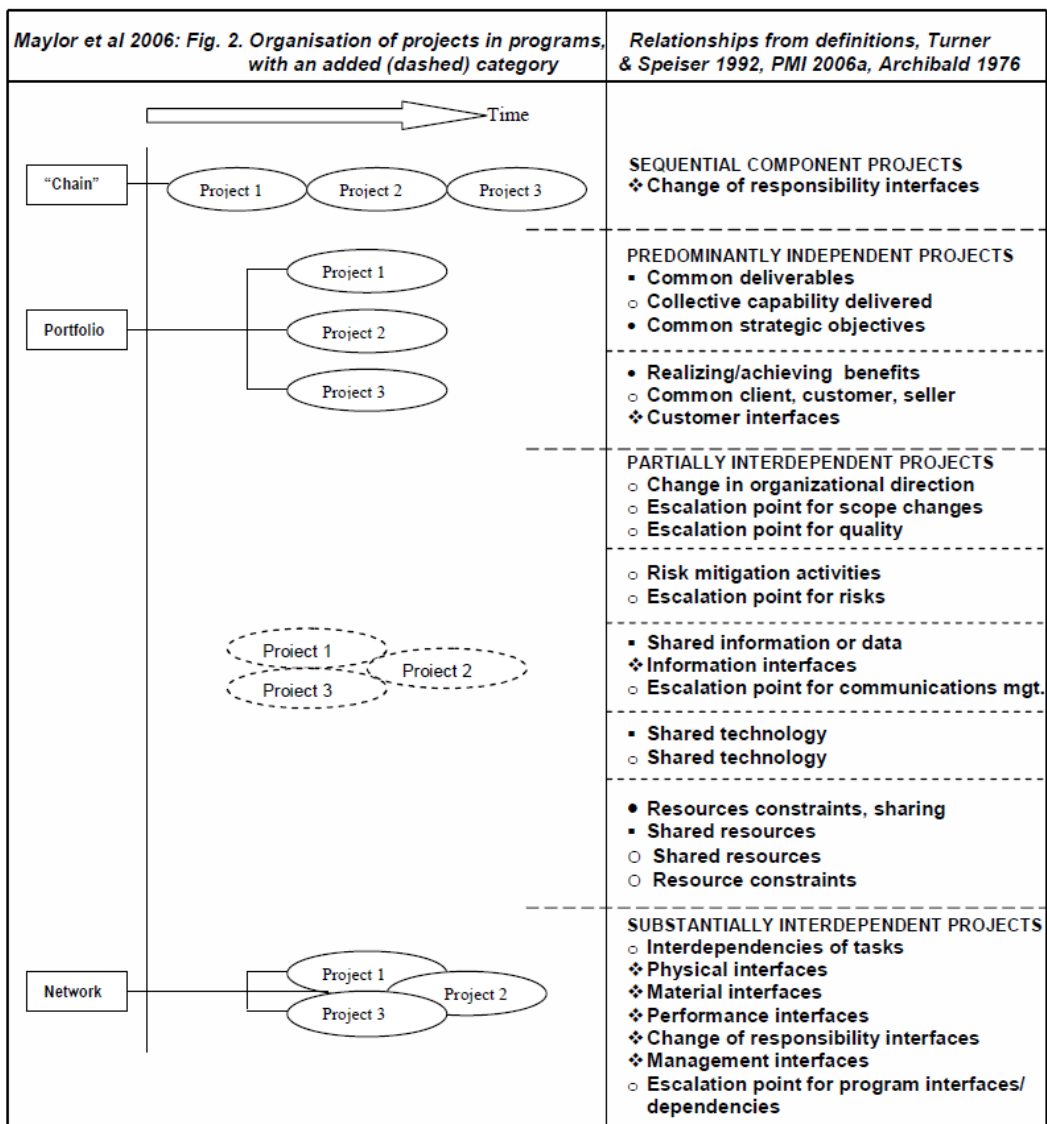 Maylor et al 2006: Fig. 2. Organisation of projects in programs,
with an added (dashed) category
Relationships from definitions, Turner
& Speiser 1992, PMI 2006a, Archibald 1976
Time
"Chain"
Project 1
Project 2
Project 3
SEQUENTIAL COMPONENT PROJECTS
❖ Change of responsibility interfaces
Portfolio
Project 1
Project 2
Project 3
PREDOMINANTLY INDEPENDENT PROJECTS
▪ Common deliverables
o Collective capability delivered
• Common strategic objectives
• Realizing/achieving benefits
o Common client, customer, seller
❖ Customer interfaces
PARTIALLY INTERDEPENDENT PROJECTS
o Change in organizational direction
o Escalation point for scope changes
o Escalation point for quality
o Risk mitigation activities
o Escalation point for risks
Project 1
Project 2
Project 3
▪ Shared information or data
❖ Information interfaces
o Escalation point for communications mgt.
▪ Shared technology
o Shared technology
• Resources constraints, sharing
▪ Shared resources
o Shared resources
o Resource constraints
Network
Project 1
Project 2
Project 3
SUBSTANTIALLY INTERDEPENDENT PROJECTS
o Interdependencies of tasks
❖ Physical interfaces
❖ Material interfaces
❖ Performance interfaces
❖ Change of responsibility interfaces
❖ Management interfaces
o Escalation point for program interfaces/
dependencies